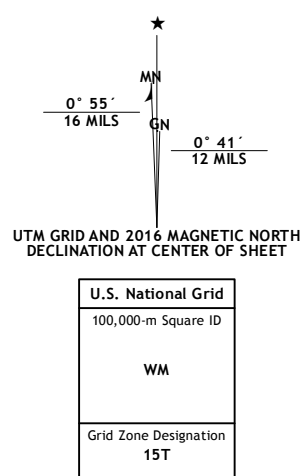 ★
MN
0° 55´
16 MILS
GN
0° 41´
12 MILS
UTM GRID AND 2016 MAGNETIC NORTH
DECLINATION AT CENTER OF SHEET
U.S. National Grid
100,000-m Square ID
WM
Grid Zone Designation
15T